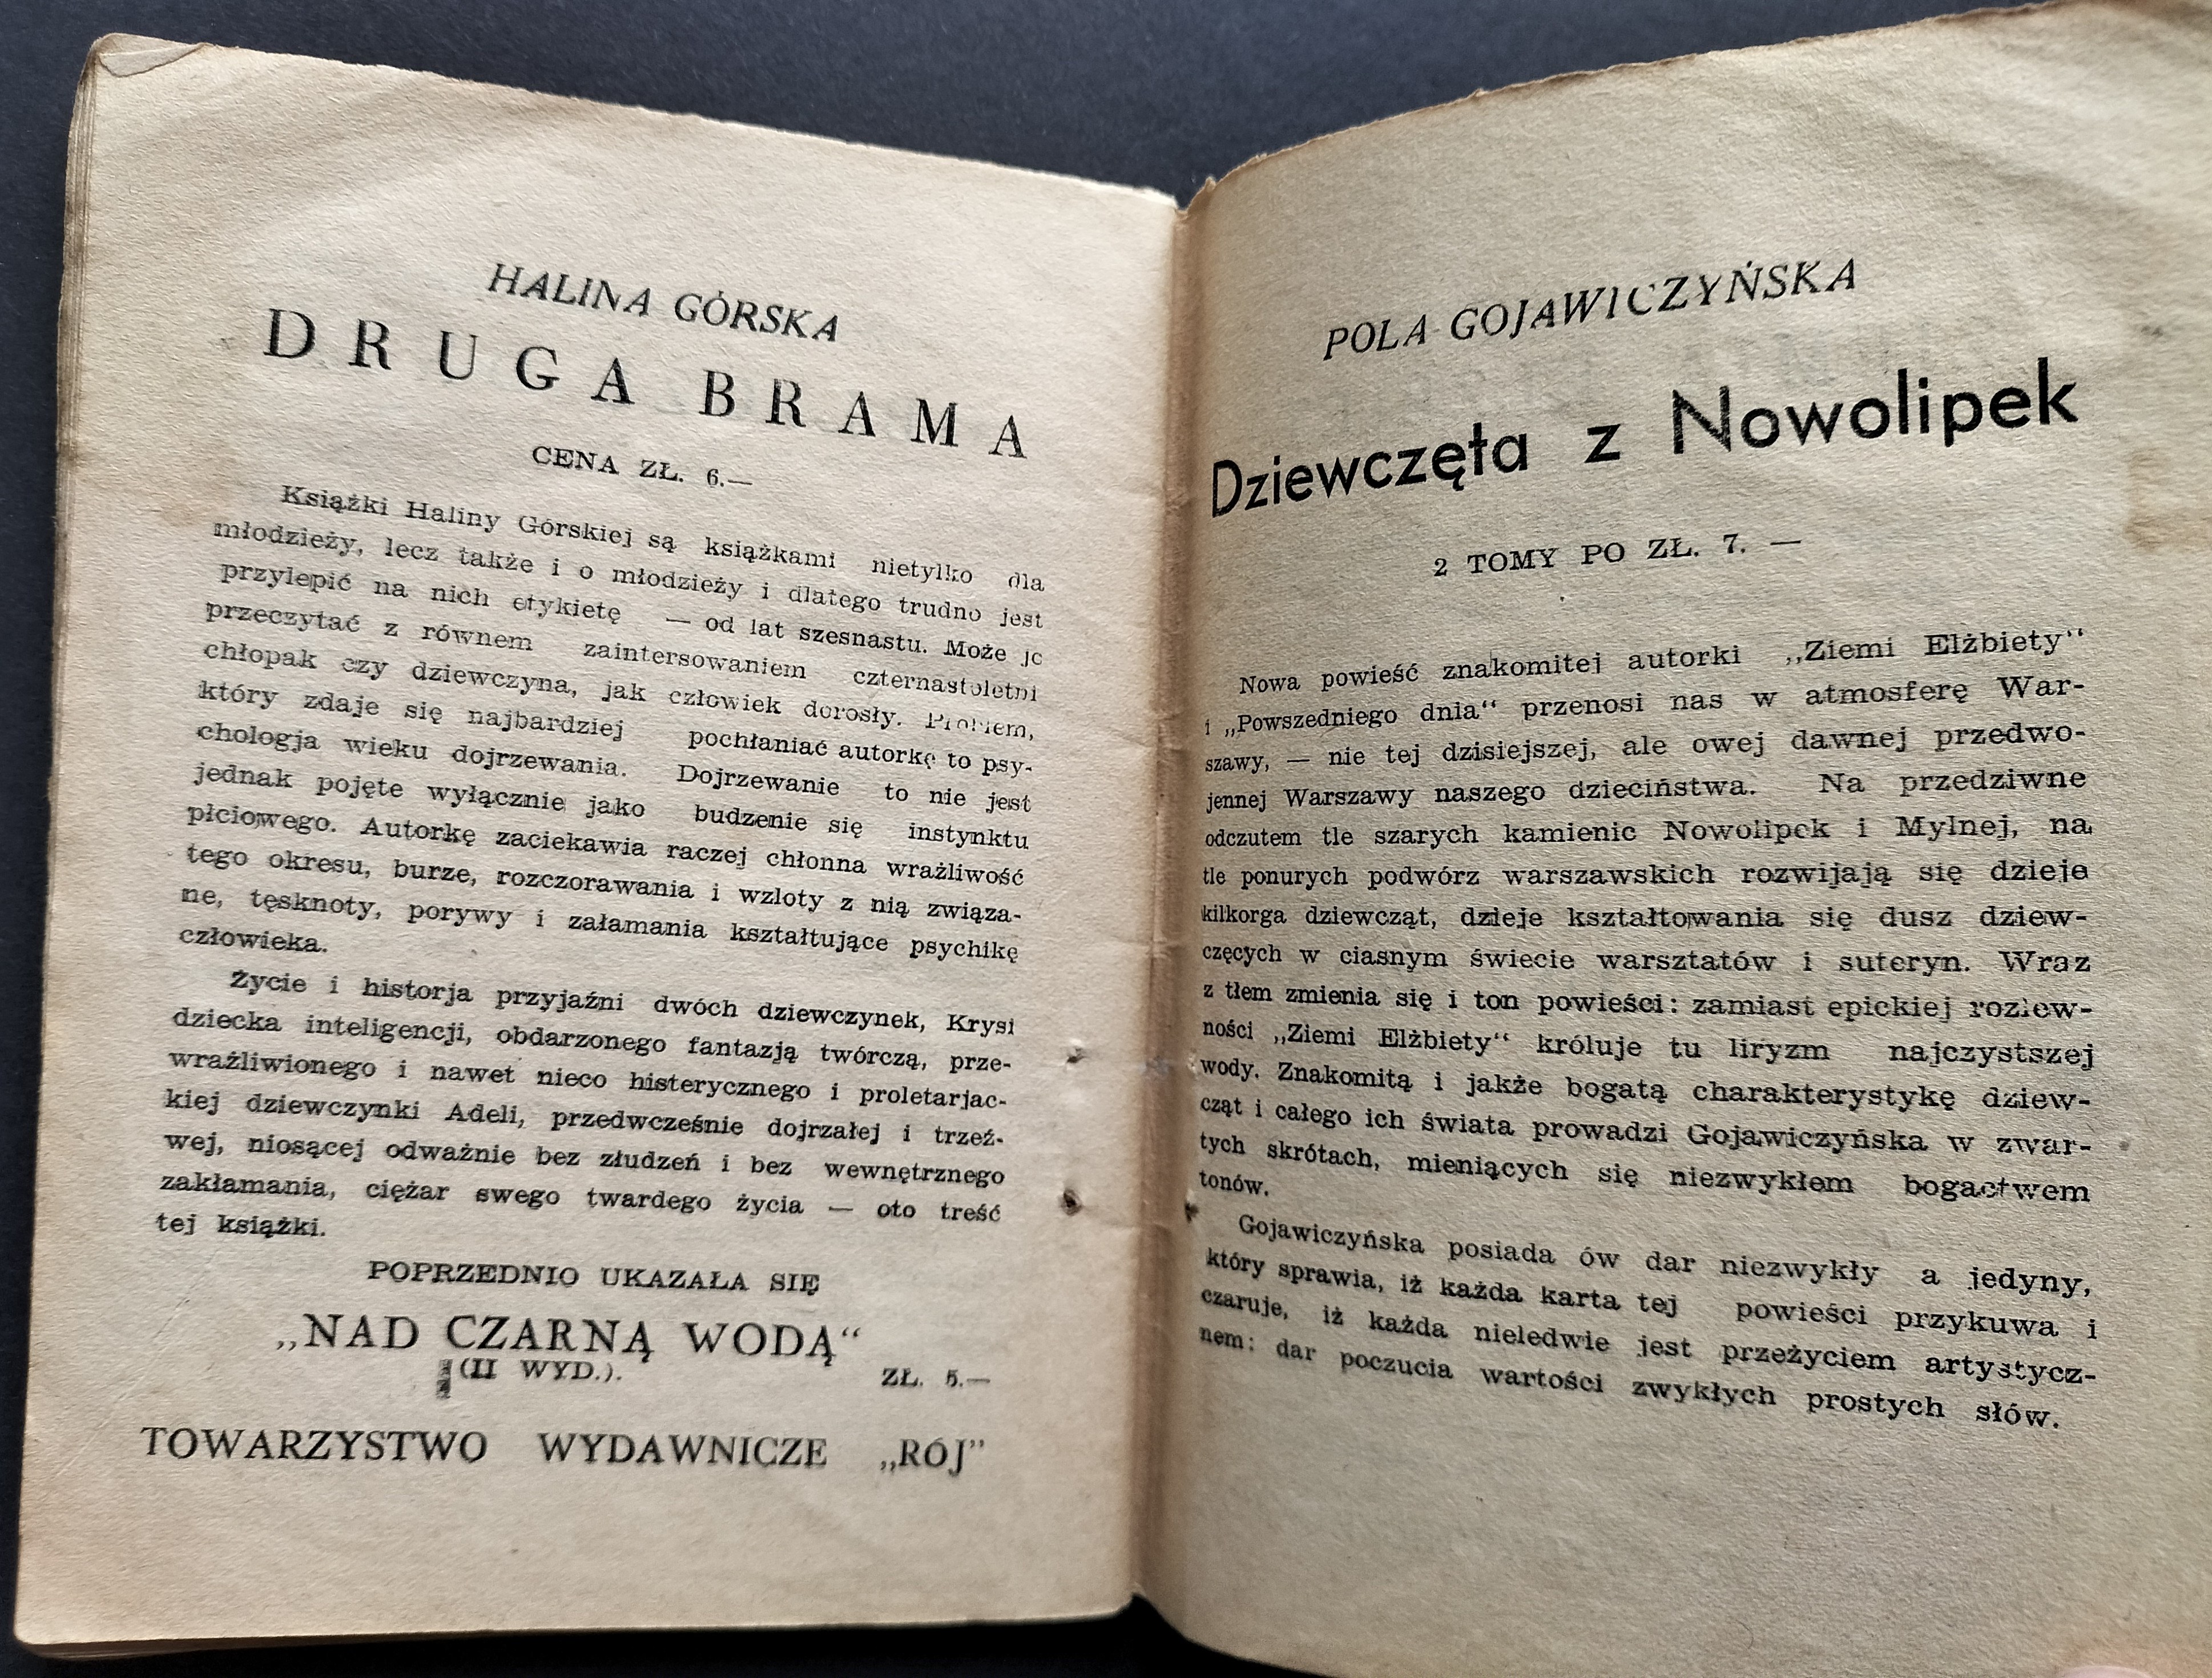 HALINA GÓRSKA
DRUGA BRAMA
CENA ZŁ. 6.—
Książki Haliny Górskiej są książkami nietylko dla
młodzieży, lecz także i o młodzieży i dlatego trudno jest
przylepić na nich etykietę — od lat szesnastu. Może je
przeczytać z równem zaintersowaniem czternastoletni
chłopak czy dziewczyna, jak człowiek dorosły. Problem,
który zdaje się najbardziej pochłaniać autorkę to psy-
chologja wieku dojrzewania. Dojrzewanie to nie jest
jednak pojęte wyłącznie jako budzenie się instynktu
płciowego. Autorkę zaciekawia raczej chłonna wrażliwość
tego okresu, burze, rozczorawania i wzloty z nią związa-
ne, tęsknoty, porywy i załamania kształtujące psychikę
człowieka.
Życie i historja przyjaźni dwóch dziewczynek, Krysi
dziecka inteligencji, obdarzonego fantazją twórczą, prze-
wrażliwionego i nawet nieco histerycznego i proletarjac-
kiej dziewczynki Adeli, przedwcześnie dojrzałej i trzeź-
wej, niosącej odważnie bez złudzeń i bez wewnętrznego
zakłamania, ciężar swego twardego życia — oto treść
tej książki.
POPRZEDNIO UKAZAŁA SIĘ
„NAD CZARNĄ WODĄ“
(II WYD.). ZŁ. 5.—
TOWARZYSTWO WYDAWNICZE „RÓJ”
POLA GOJAWICZYŃSKA
Dziewczęta z Nowolipek
2 TOMY PO ZŁ. 7. —
Nowa powieść znakomitej autorki „Ziemi Elżbiety“
i „Powszedniego dnia“ przenosi nas w atmosferę War-
szawy, — nie tej dzisiejszej, ale owej dawnej przedwo-
jennej Warszawy naszego dzieciństwa. Na przedziwne
odczutem tle szarych kamienic Nowolipek i Mylnej, na
tle ponurych podwórz warszawskich rozwijają się dzieje
kilkorga dziewcząt, dzieje kształtowania się dusz dziew-
częcych w ciasnym świecie warsztatów i suteryn. Wraz
z tłem zmienia się i ton powieści: zamiast epickiej rozlew-
ności „Ziemi Elżbiety“ króluje tu liryzm najczystszej
wody. Znakomitą i jakże bogatą charakterystykę dziew-
cząt i całego ich świata prowadzi Gojawiczyńska w zwar-
tych skrótach, mieniących się niezwykłem bogactwem
tonów.
Gojawiczyńska posiada ów dar niezwykły a jedyny,
który sprawia, iż każda karta tej powieści przykuwa i
czaruje, iż każda nieledwie jest przeżyciem artystycz-
nem: dar poczucia wartości zwykłych prostych słów.